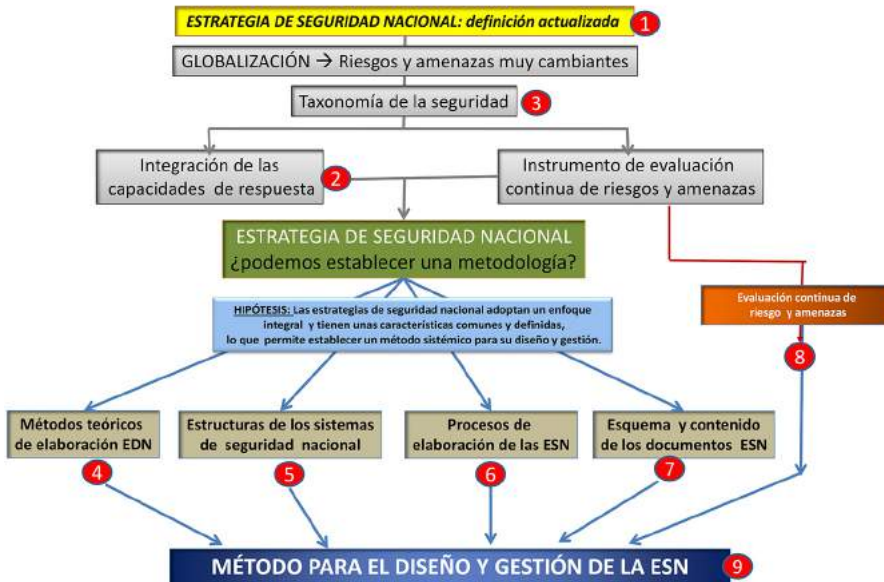 ESTRATEGIA DE SEGURIDAD NACIONAL: definición actualizada
1
GLOBALIZACIÓN → Riesgos y amenazas muy cambiantes
Taxonomía de la seguridad
3
Integración de las
capacidades de respuesta
2
Instrumento de evaluación
continua de riesgos y amenazas
ESTRATEGIA DE SEGURIDAD NACIONAL
¿podemos establecer una metodología?
HIPÓTESIS: Las estrategias de seguridad nacional adoptan un enfoque
integral y tienen unas características comunes y definidas,
lo que permite establecer un método sistémico para su diseño y gestión.
Evaluación continua de
riesgo y amenazas
8
Métodos teóricos
de elaboración EDN
4
Estructuras de los sistemas
de seguridad nacional
5
Procesos de
elaboración de las ESN
6
Esquema y contenido
de los documentos ESN
7
MÉTODO PARA EL DISEÑO Y GESTIÓN DE LA ESN
9